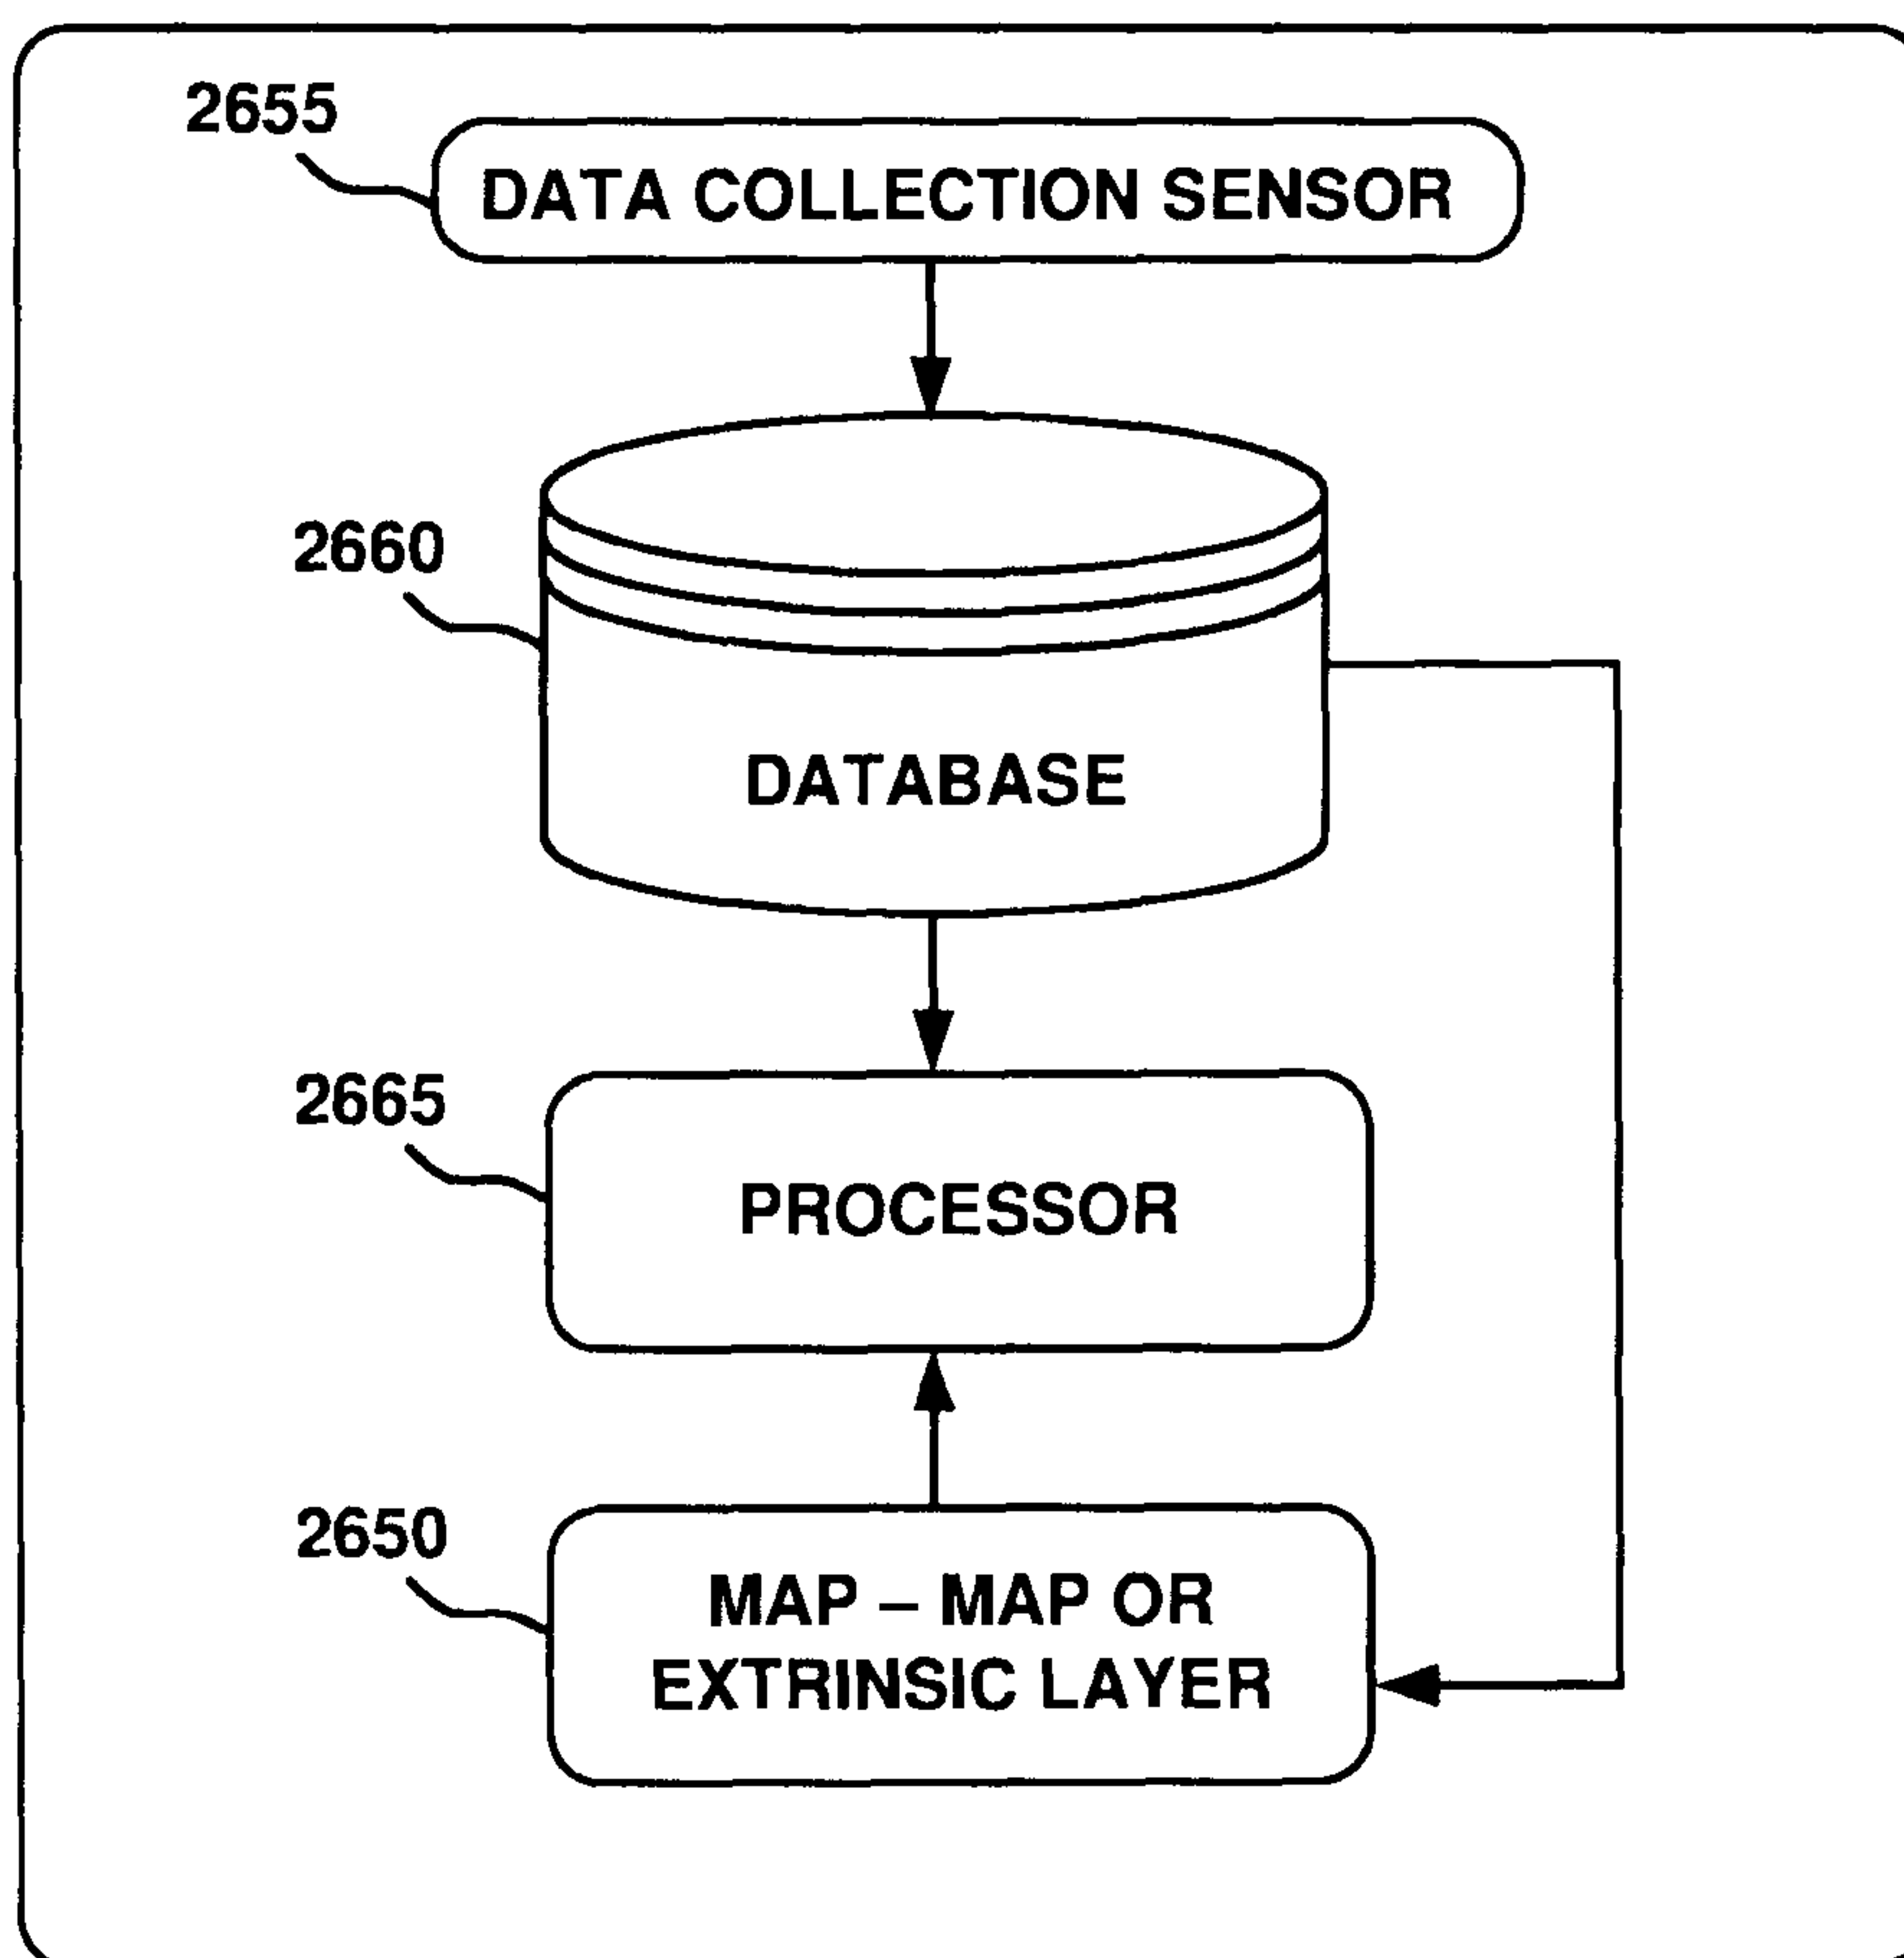 2655
DATA COLLECTION SENSOR
2660
DATABASE
2665
PROCESSOR
2650
MAP – MAP OR
EXTRINSIC LAYER